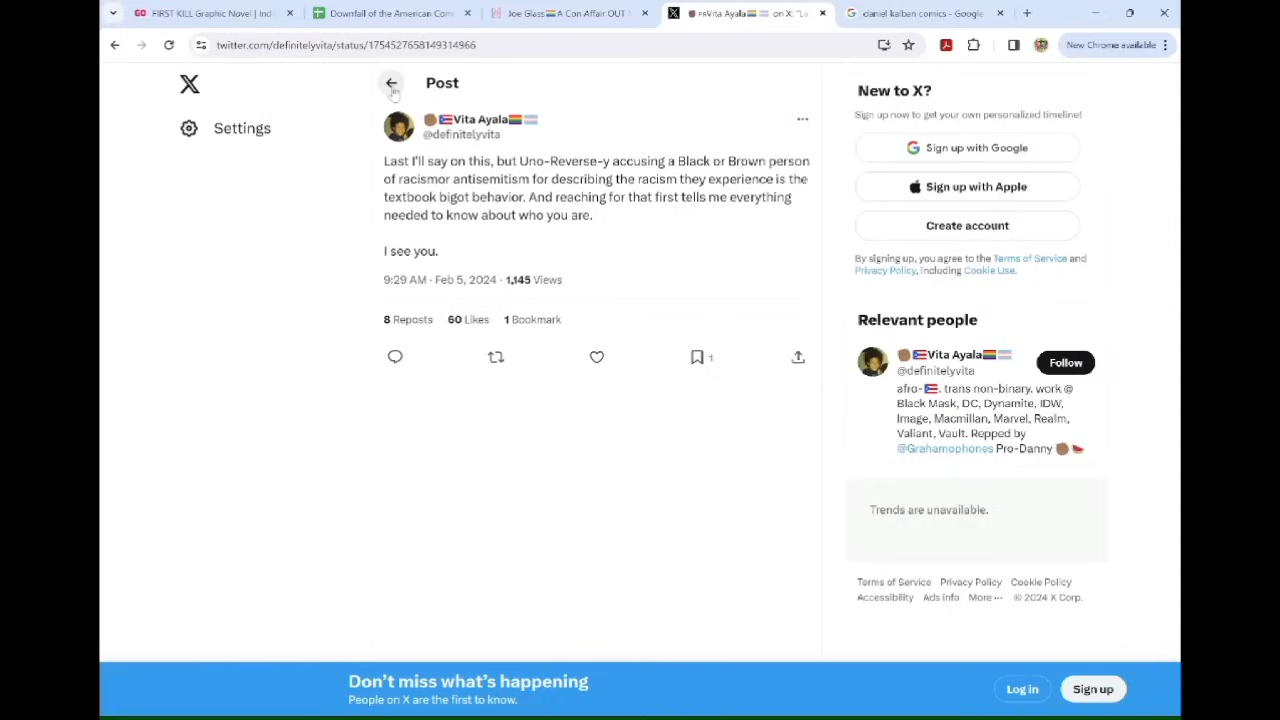 FIRST KILL Graphic Novel | Ind
Downfall of the American Com
Joe Glass A Con Affair OUT
Vita Ayala on X: "La
daniel kalban comics - Google
twitter.com/definitelyvita/status/1754527658149314966
New Chrome available
Post
Settings
Vita Ayala
@definitelyvita
Last I'll say on this, but Uno-Reverse-y accusing a Black or Brown person
of racismor antisemitism for describing the racism they experience is the
textbook bigot behavior. And reaching for that first tells me everything
needed to know about who you are.
I see you.
9:29 AM · Feb 5, 2024 · 1,145 Views
8 Reposts 60 Likes 1 Bookmark
1
New to X?
Sign up now to get your own personalized timeline!
Sign up with Google
Sign up with Apple
Create account
By signing up, you agree to the Terms of Service and
Privacy Policy, including Cookie Use.
Relevant people
Vita Ayala
@definitelyvita
Follow
afro-. trans non-binary. work @
Black Mask, DC, Dynamite, IDW,
Image, Macmillan, Marvel, Realm,
Valiant, Vault. Repped by
@Grahamophones Pro-Danny
Trends are unavailable.
Terms of Service Privacy Policy Cookie Policy
Accessibility Ads info More ··· © 2024 X Corp.
Don't miss what's happening
People on X are the first to know.
Log in
Sign up